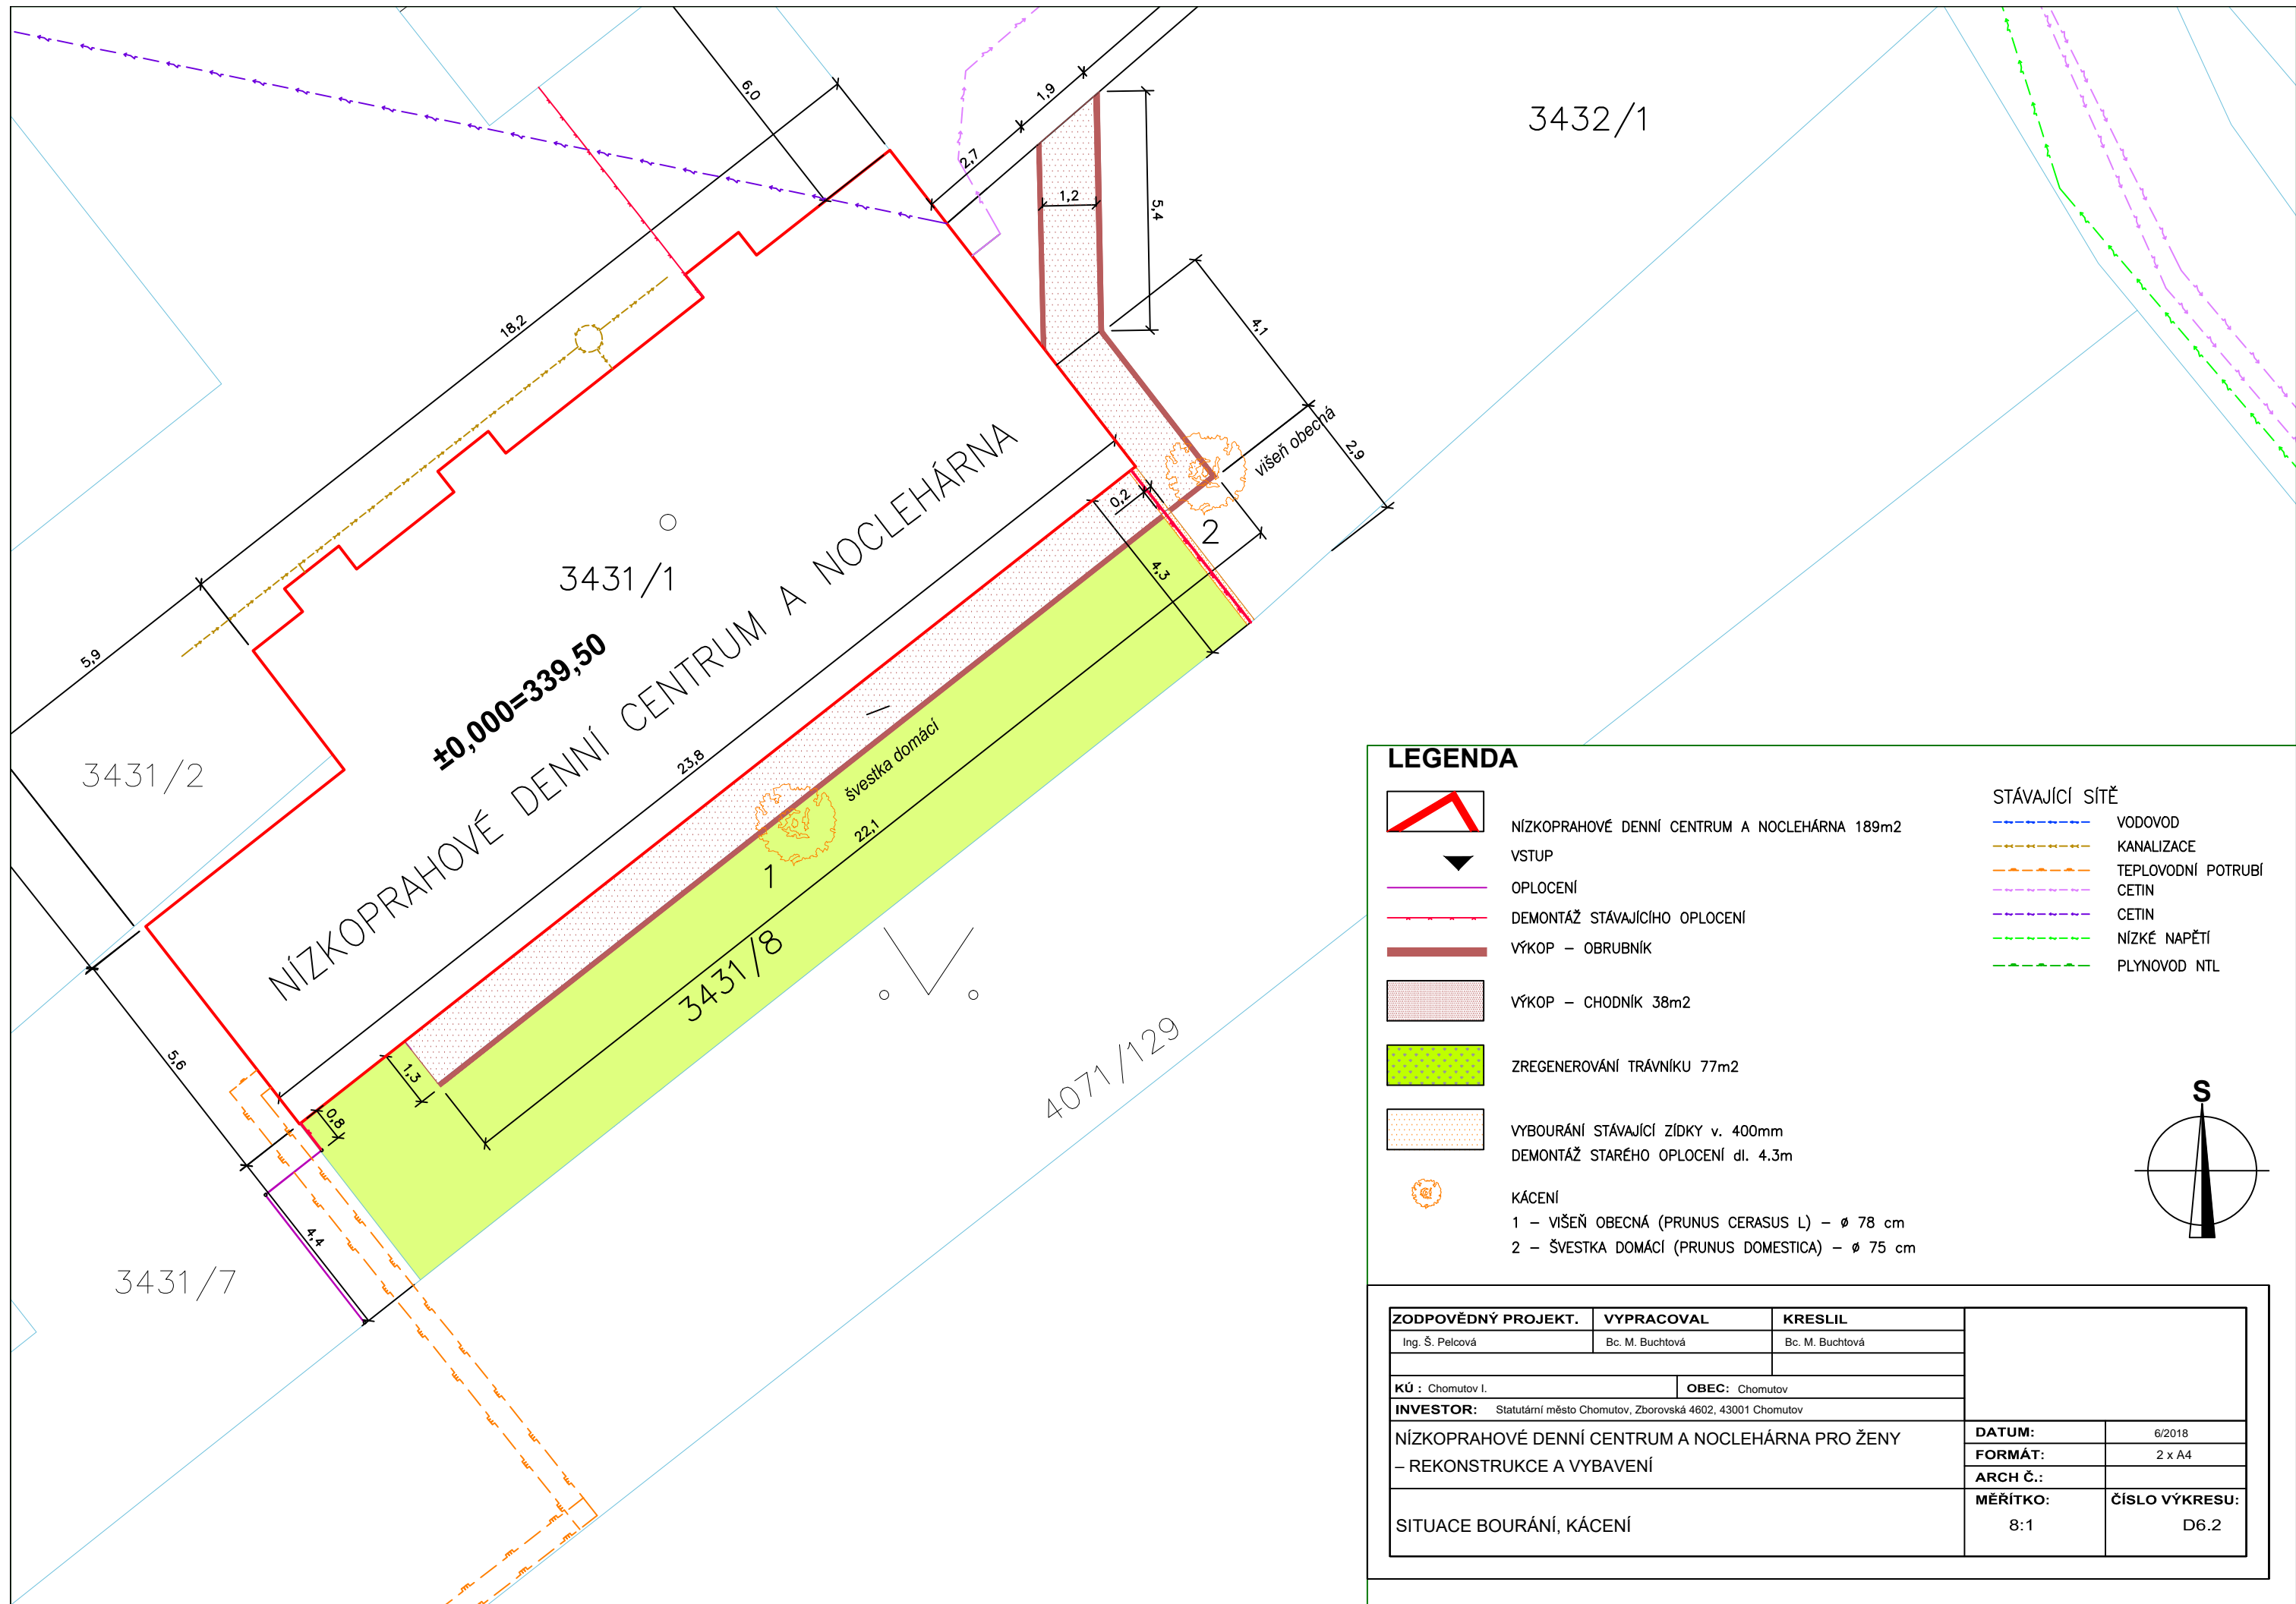 6,0
1,9
2,7
1,2
5,4
3432/1
4,1
2,9
višeň obecná
18,2
0,2
2
4,3
3431/1
±0,000=339,50
NÍZKOPRAHOVÉ DENNÍ CENTRUM A NOCLEHÁRNA
5,9
3431/2
23,8
švestka domácí
22,1
1
3431/8
1,3
0,8
5,6
4,4
3431/7
4071/129
LEGENDA
NÍZKOPRAHOVÉ DENNÍ CENTRUM A NOCLEHÁRNA 189m2
VSTUP
OPLOCENÍ
DEMONTÁŽ STÁVAJÍCÍHO OPLOCENÍ
VÝKOP – OBRUBNÍK
VÝKOP – CHODNÍK 38m2
ZREGENEROVÁNÍ TRÁVNÍKU 77m2
VYBOURÁNÍ STÁVAJÍCÍ ZÍDKY v. 400mm
DEMONTÁŽ STARÉHO OPLOCENÍ dl. 4.3m
KÁCENÍ
1 – VIŠEŇ OBECNÁ (PRUNUS CERASUS L) – ø 78 cm
2 – ŠVESTKA DOMÁCÍ (PRUNUS DOMESTICA) – ø 75 cm
STÁVAJÍCÍ SÍTĚ
VODOVOD
KANALIZACE
TEPLOVODNÍ POTRUBÍ
CETIN
CETIN
NÍZKÉ NAPĚTÍ
PLYNOVOD NTL
S
ZODPOVĚDNÝ PROJEKT. VYPRACOVAL KRESLIL
Ing. Š. Pelcová Bc. M. Buchtová Bc. M. Buchtová
KÚ : Chomutov I. OBEC: Chomutov
INVESTOR: Statutární město Chomutov, Zborovská 4602, 43001 Chomutov
NÍZKOPRAHOVÉ DENNÍ CENTRUM A NOCLEHÁRNA PRO ŽENY
– REKONSTRUKCE A VYBAVENÍ
SITUACE BOURÁNÍ, KÁCENÍ
DATUM: 6/2018
FORMÁT: 2 x A4
ARCH Č.:
MĚŘÍTKO: ČÍSLO VÝKRESU:
8:1 D6.2